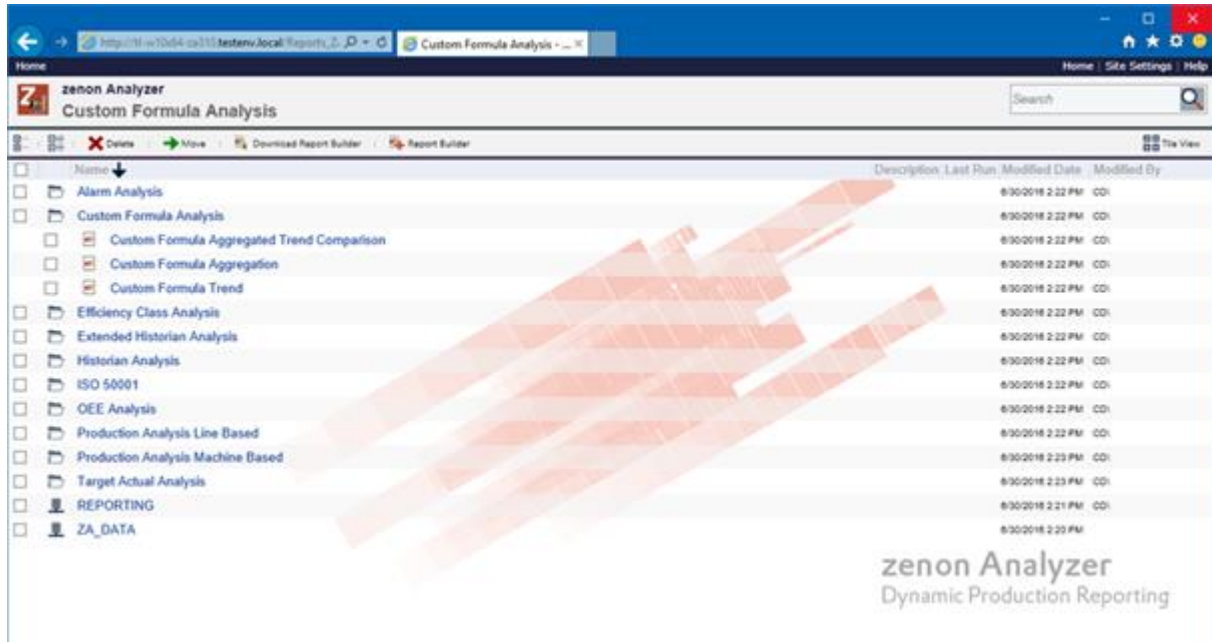 Custom Formula Analysis - ...
Home
Home | Site Settings | Help
zenon Analyzer
Custom Formula Analysis
Search
Delete Move Download Report Builder Report Builder Tile View
Name Description Last Run Modified Date Modified By
Alarm Analysis 6/30/2016 2:22 PM
Custom Formula Analysis 6/30/2016 2:22 PM
Custom Formula Aggregated Trend Comparison 6/30/2016 2:22 PM
Custom Formula Aggregation 6/30/2016 2:22 PM
Custom Formula Trend 6/30/2016 2:22 PM
Efficiency Class Analysis 6/30/2016 2:22 PM
Extended Historian Analysis 6/30/2016 2:22 PM
Historian Analysis 6/30/2016 2:22 PM
ISO 50001 6/30/2016 2:22 PM
OEE Analysis 6/30/2016 2:22 PM
Production Analysis Line Based 6/30/2016 2:22 PM
Production Analysis Machine Based 6/30/2016 2:23 PM
Target Actual Analysis 6/30/2016 2:23 PM
REPORTING 6/30/2016 2:21 PM
ZA_DATA 6/30/2016 2:20 PM
zenon Analyzer
Dynamic Production Reporting